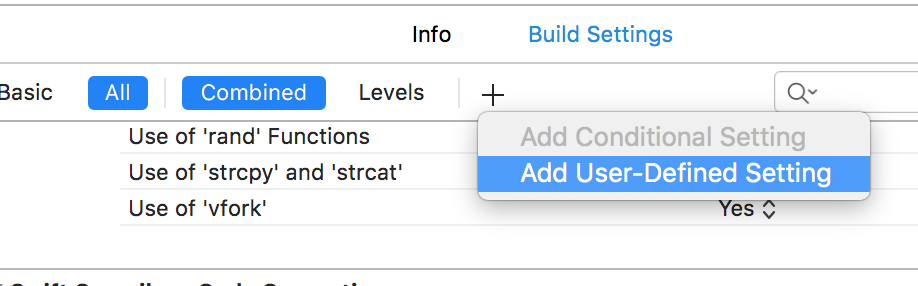 Info Build Settings
Basic All Combined Levels +
Use of 'rand' Functions
Add Conditional Setting
Use of 'strcpy' and 'strcat'
Add User-Defined Setting
Use of 'vfork' Yes